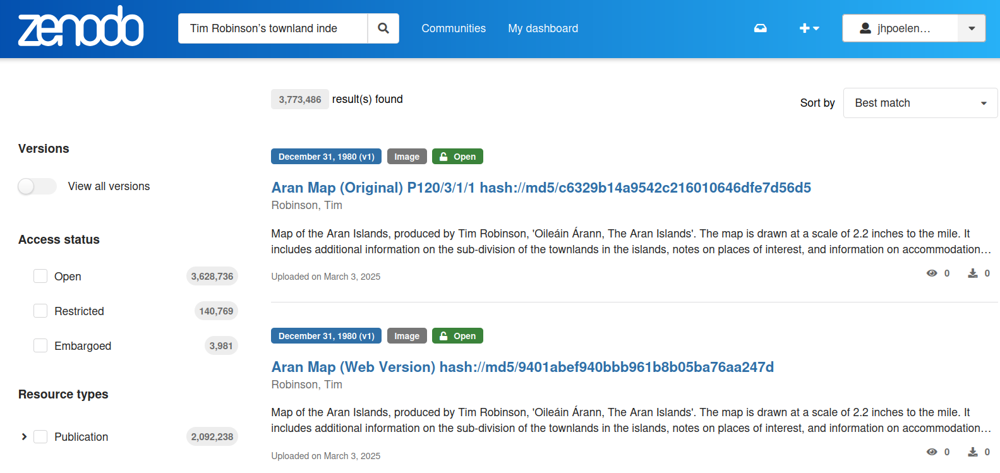 zenodo
Tim Robinson’s townland inde
Communities
My dashboard
jhpoelen…
3,773,486 result(s) found
Sort by
Best match
Versions
View all versions
Access status
Open 3,628,736
Restricted 140,769
Embargoed 3,981
Resource types
Publication 2,092,238
December 31, 1980 (v1) Image Open
Aran Map (Original) P120/3/1/1 hash://md5/c6329b14a9542c216010646dfe7d56d5
Robinson, Tim
Map of the Aran Islands, produced by Tim Robinson, 'Oileáin Árann, The Aran Islands'. The map is drawn at a scale of 2.2 inches to the mile. It
includes additional information on the sub-division of the townlands in the islands, notes on places of interest, and information on accommodation…
Uploaded on March 3, 2025
0 0
December 31, 1980 (v1) Image Open
Aran Map (Web Version) hash://md5/9401abef940bbb961b8b05ba76aa247d
Robinson, Tim
Map of the Aran Islands, produced by Tim Robinson, 'Oileáin Árann, The Aran Islands'. The map is drawn at a scale of 2.2 inches to the mile. It
includes additional information on the sub-division of the townlands in the islands, notes on places of interest, and information on accommodation…
Uploaded on March 3, 2025
0 0